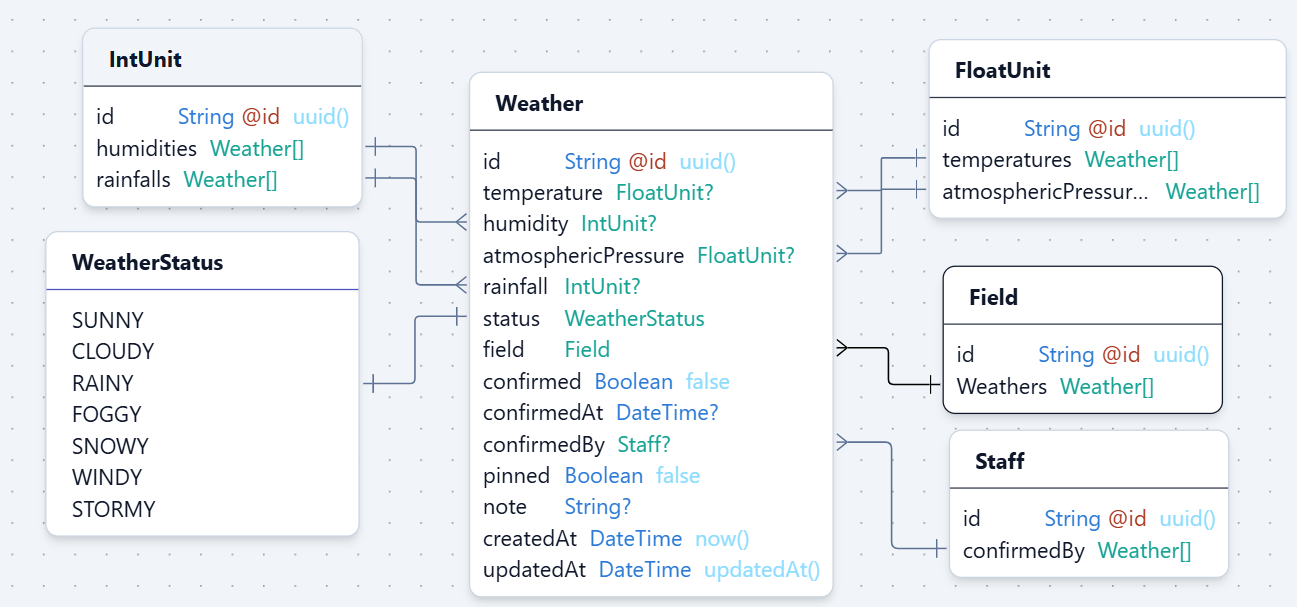 IntUnit
id String @id uuid()
humidities Weather[]
rainfalls Weather[]
WeatherStatus
SUNNY
CLOUDY
RAINY
FOGGY
SNOWY
WINDY
STORMY
Weather
id String @id uuid()
temperature FloatUnit?
humidity IntUnit?
atmosphericPressure FloatUnit?
rainfall IntUnit?
status WeatherStatus
field Field
confirmed Boolean false
confirmedAt DateTime?
confirmedBy Staff?
pinned Boolean false
note String?
createdAt DateTime now()
updatedAt DateTime updatedAt()
FloatUnit
id String @id uuid()
temperatures Weather[]
atmosphericPressur... Weather[]
Field
id String @id uuid()
Weathers Weather[]
Staff
id String @id uuid()
confirmedBy Weather[]